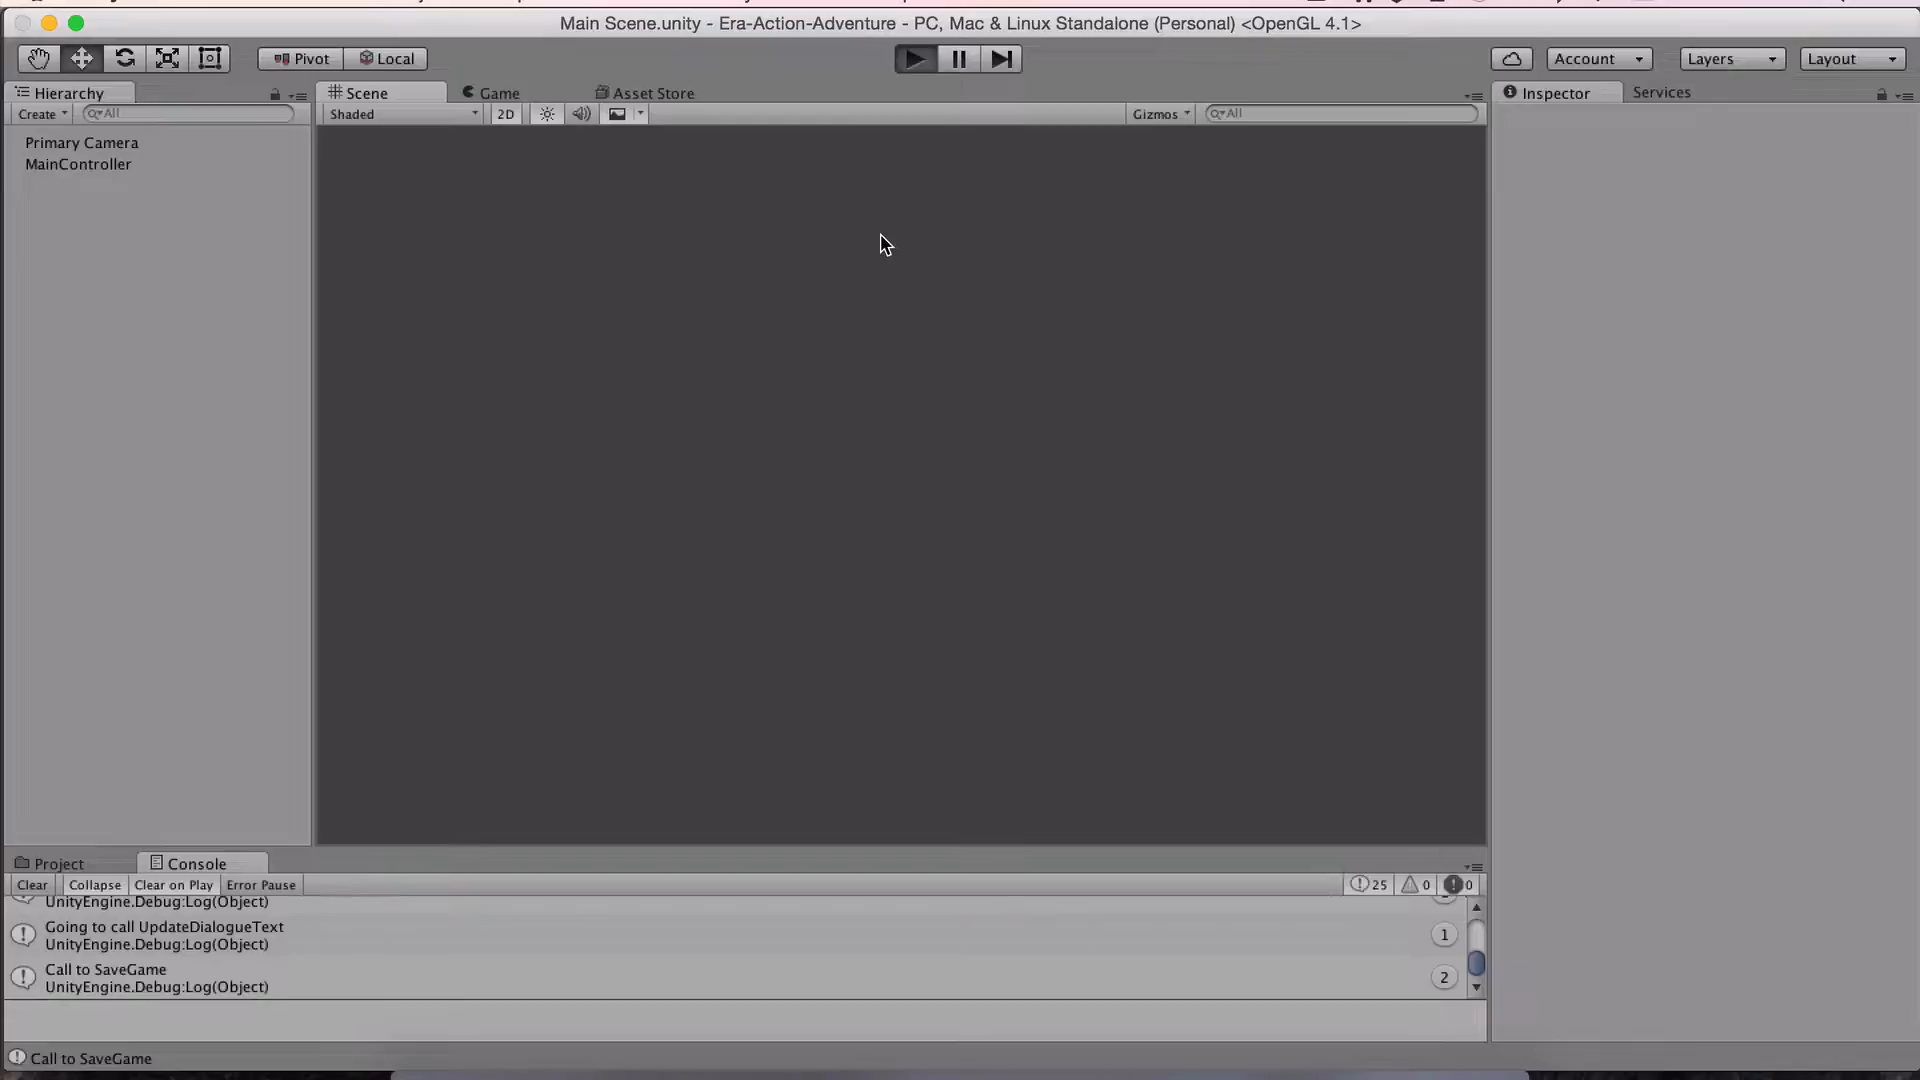 Main Scene.unity - Era-Action-Adventure - PC, Mac & Linux Standalone (Personal) <OpenGL 4.1>
Pivot Local Account Layers Layout
Hierarchy Scene Game Asset Store Inspector Services
Create All Shaded 2D Gizmos All
Primary Camera
MainController
Project Console
Clear Collapse Clear on Play Error Pause 25 0 0
UnityEngine.Debug:Log(Object)
Going to call UpdateDialogueText
UnityEngine.Debug:Log(Object) 1
Call to SaveGame
UnityEngine.Debug:Log(Object) 2
Call to SaveGame